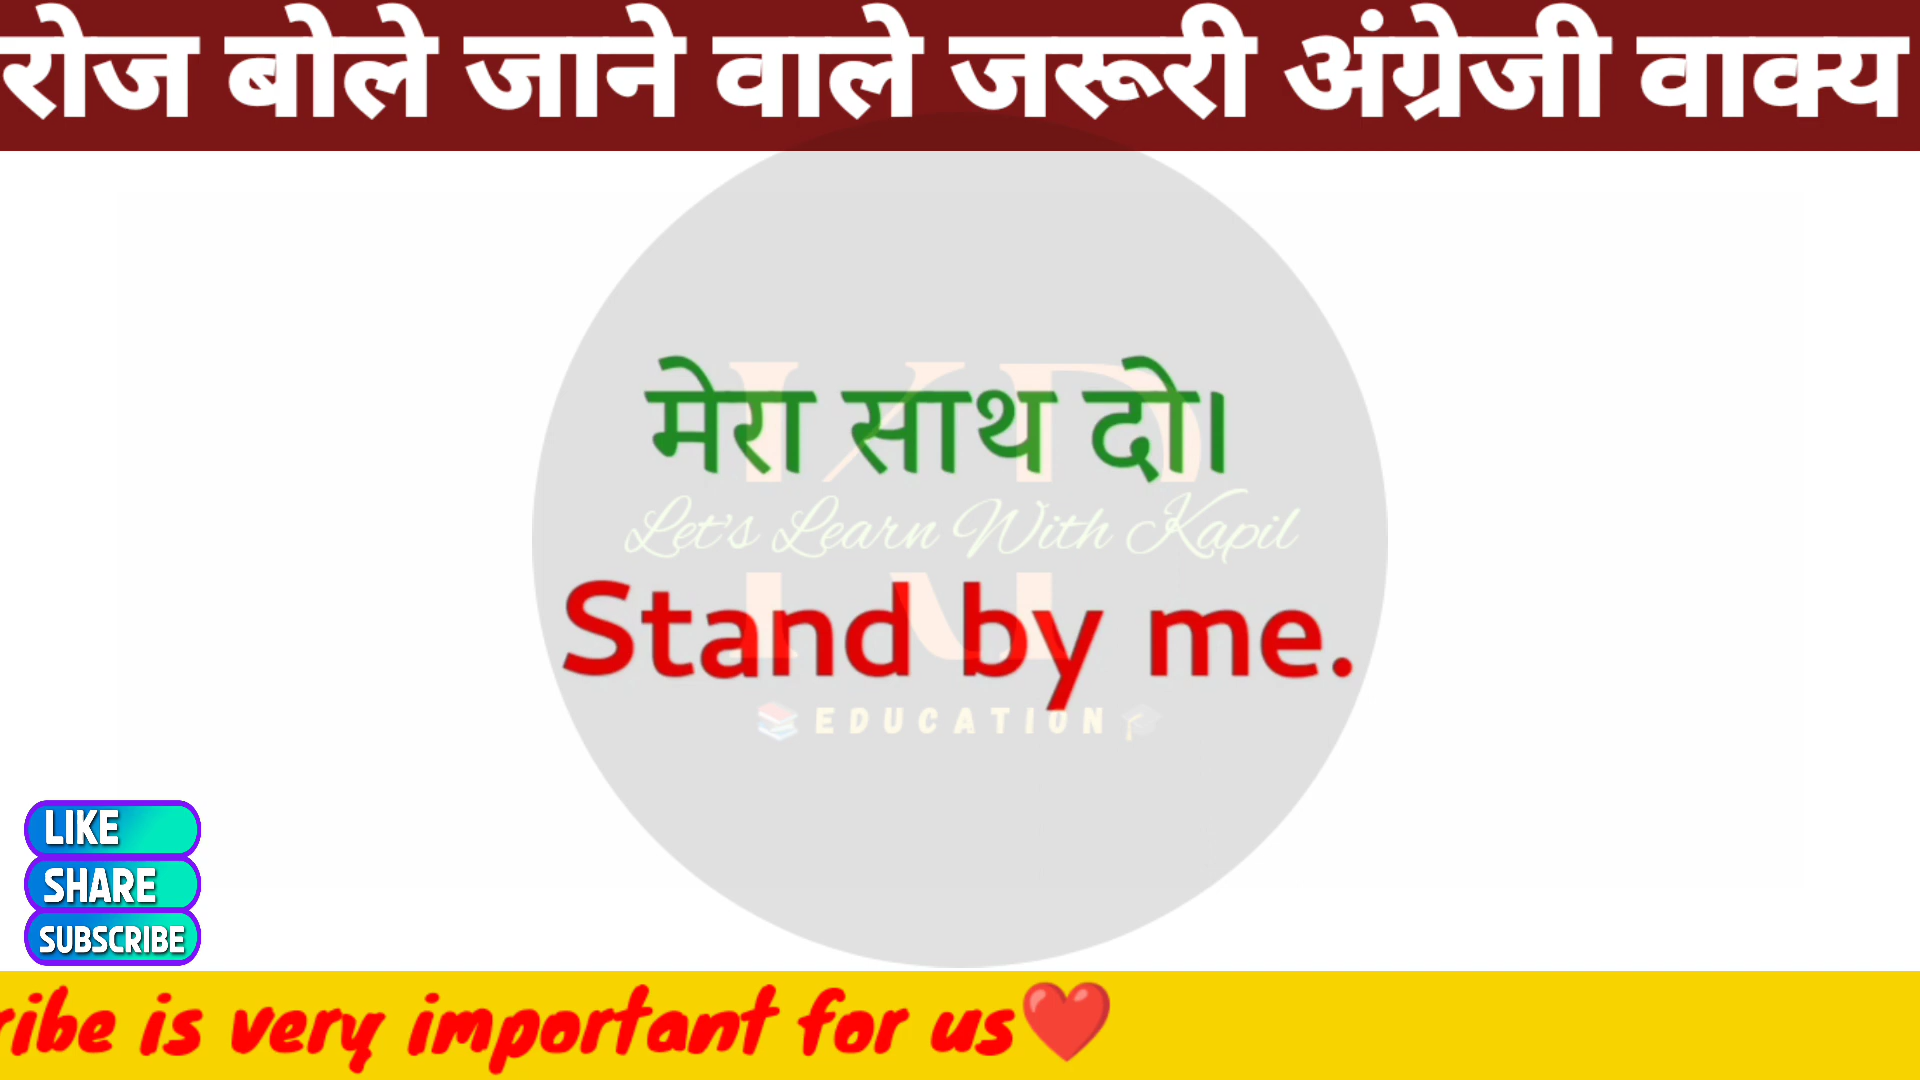 रोज बोले जाने वाले जरूरी अंग्रेजी वाक्य
मेरा साथ दो।
Let's Learn With Kapil
Stand by me.
EDUCATION
LIKE
SHARE
SUBSCRIBE
ribe is very important for us❤️